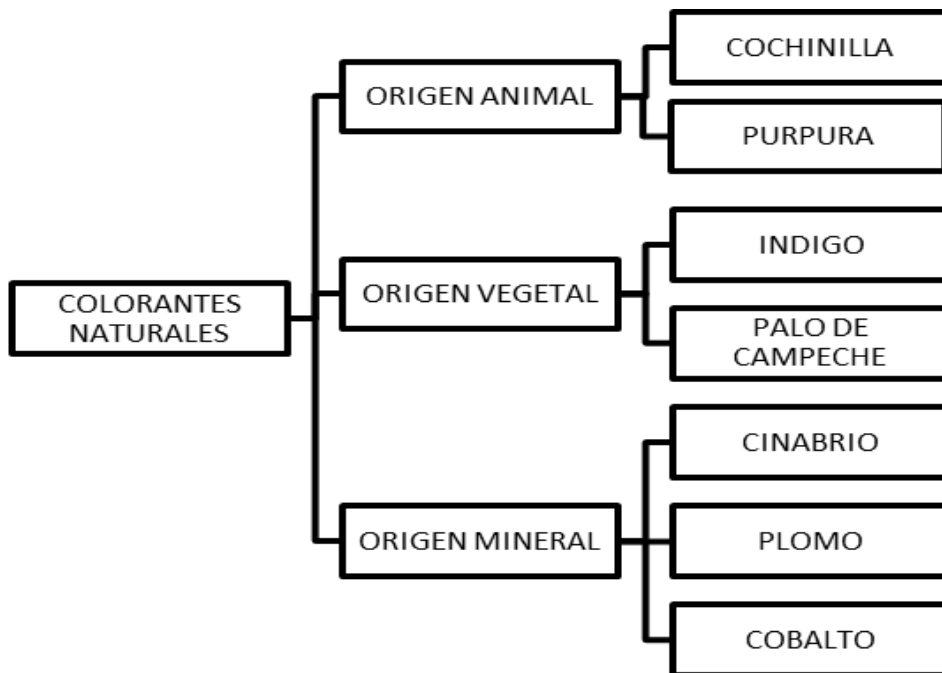 COLORANTES
NATURALES
ORIGEN ANIMAL
COCHINILLA
PURPURA
ORIGEN VEGETAL
INDIGO
PALO DE
CAMPECHE
ORIGEN MINERAL
CINABRIO
PLOMO
COBALTO